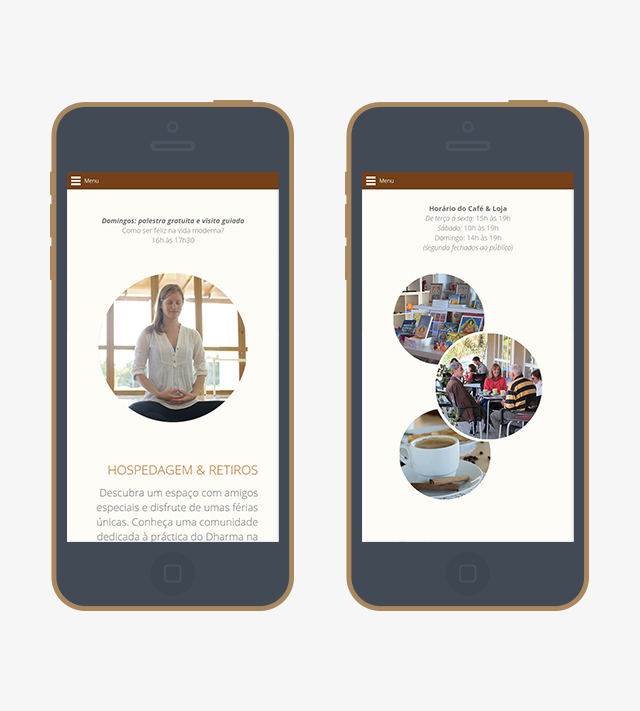 Menu
Domingos: palestra gratuita e visita guiada
Como ser feliz na vida moderna?
16h às 17h30
HOSPEDAGEM & RETIROS
Descubra um espaço com amigos
especiais e disfrute de umas férias
únicas. Conheça uma comunidade
dedicada à práctica do Dharma na
Menu
Horário do Café & Loja
De terça a sexta: 15h às 19h
Sábado: 10h às 19h
Domingo: 14h às 19h
(segunda fechados ao público)